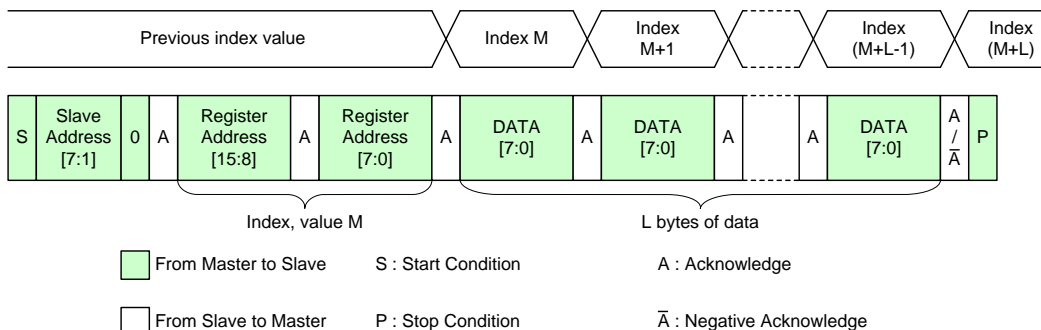 Previous index value
Index M
Index
M+1
Index
(M+L-1)
Index
(M+L)
S
Slave
Address
[7:1]
0
A
Register
Address
[15:8]
A
Register
Address
[7:0]
A
DATA
[7:0]
A
DATA
[7:0]
A
A
DATA
[7:0]
A
/
A̅
P
Index, value M
L bytes of data
From Master to Slave
S : Start Condition
A : Acknowledge
From Slave to Master
P : Stop Condition
A̅ : Negative Acknowledge